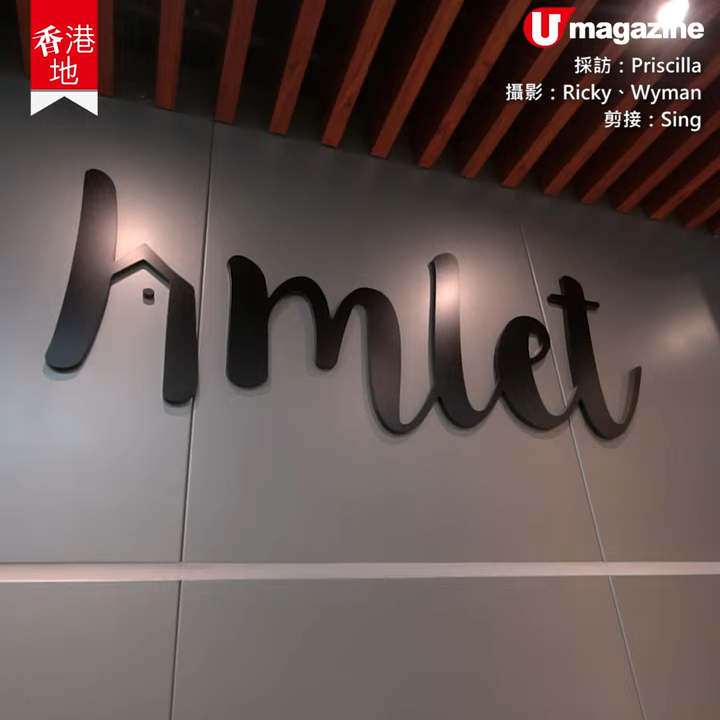 香港
地
U magazine
採訪：Priscilla
攝影：Ricky、Wyman
剪接：Sing
hmlet